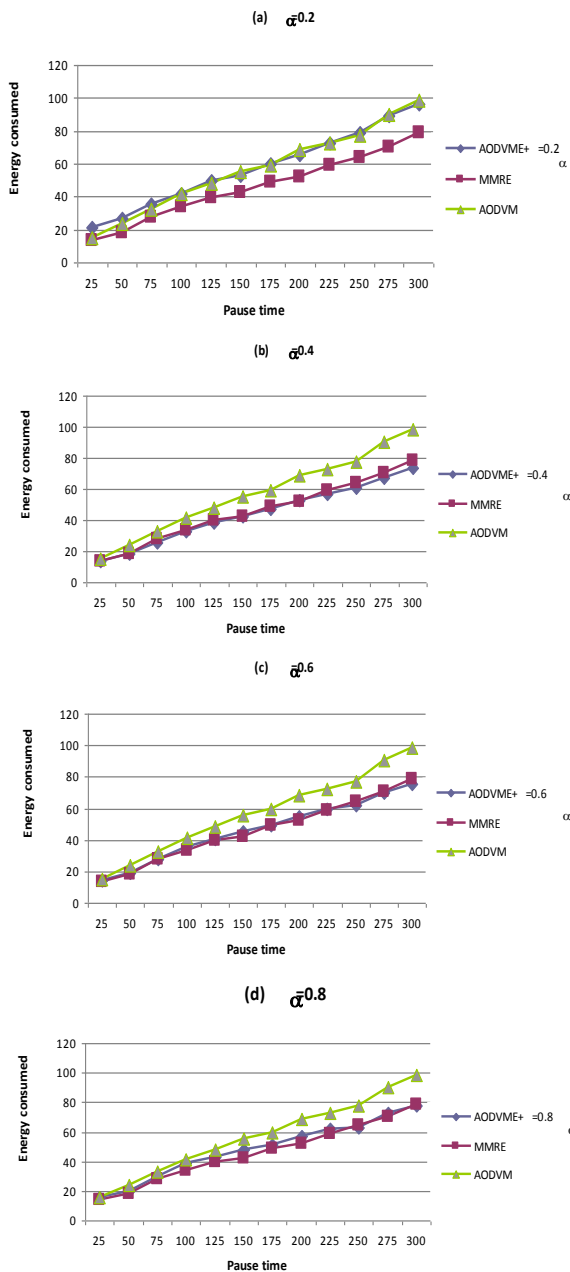 (a) α=0.2
Energy consumed
120
100
80
60
40
20
0
25 50 75 100 125 150 175 200 225 250 275 300
Pause time
AODVME+ =0.2
α
MMRE
AODVM
(b) α=0.4
Energy consumed
120
100
80
60
40
20
0
25 50 75 100 125 150 175 200 225 250 275 300
Pause time
AODVME+ =0.4
α
MMRE
AODVM
(c) α=0.6
Energy consumed
120
100
80
60
40
20
0
25 50 75 100 125 150 175 200 225 250 275 300
Pause time
AODVME+ =0.6
α
MMRE
AODVM
(d) α=0.8
Energy consumed
120
100
80
60
40
20
0
25 50 75 100 125 150 175 200 225 250 275 300
Pause time
AODVME+ =0.8
MMRE
AODVM